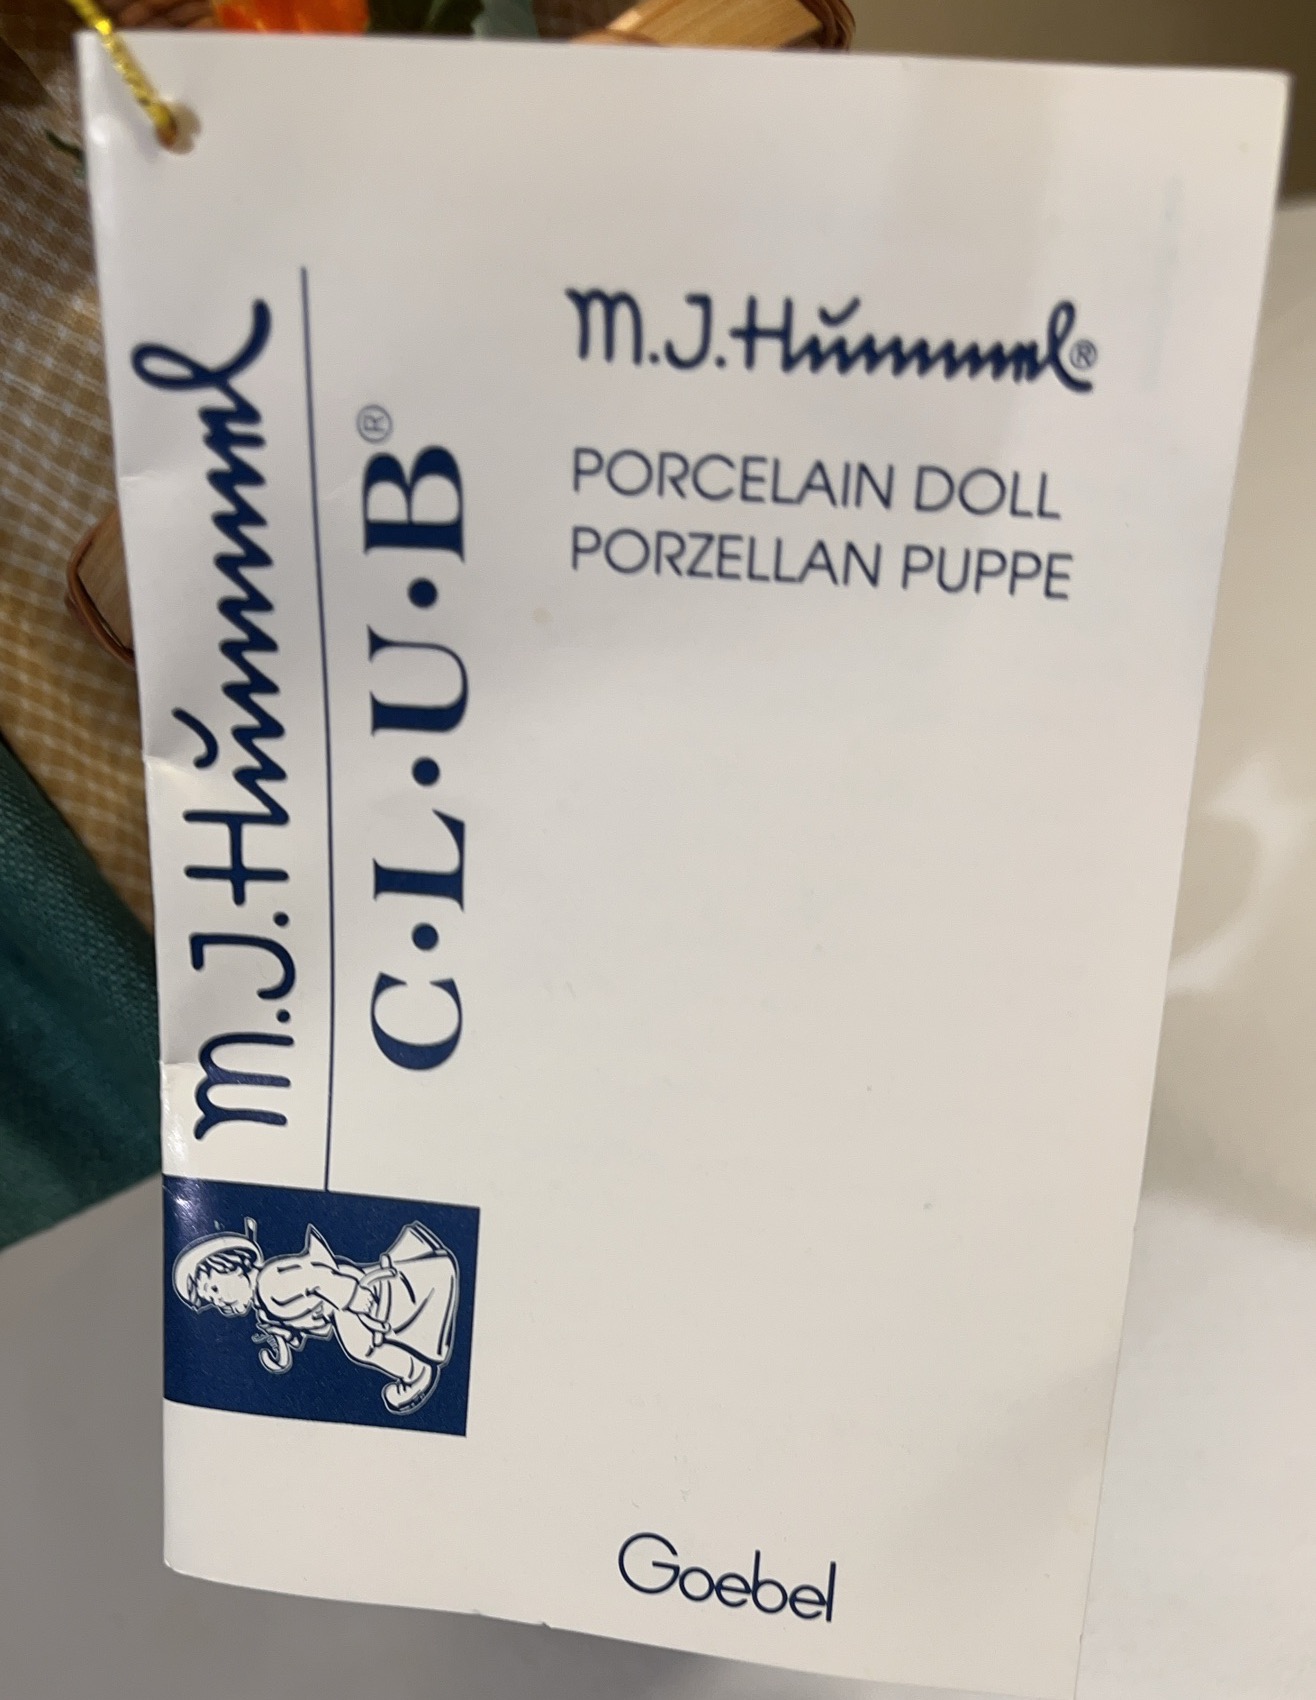 M.J.Hummel
C·L·U·B®
M.J.Hummel®
PORCELAIN DOLL
PORZELLAN PUPPE
Goebel